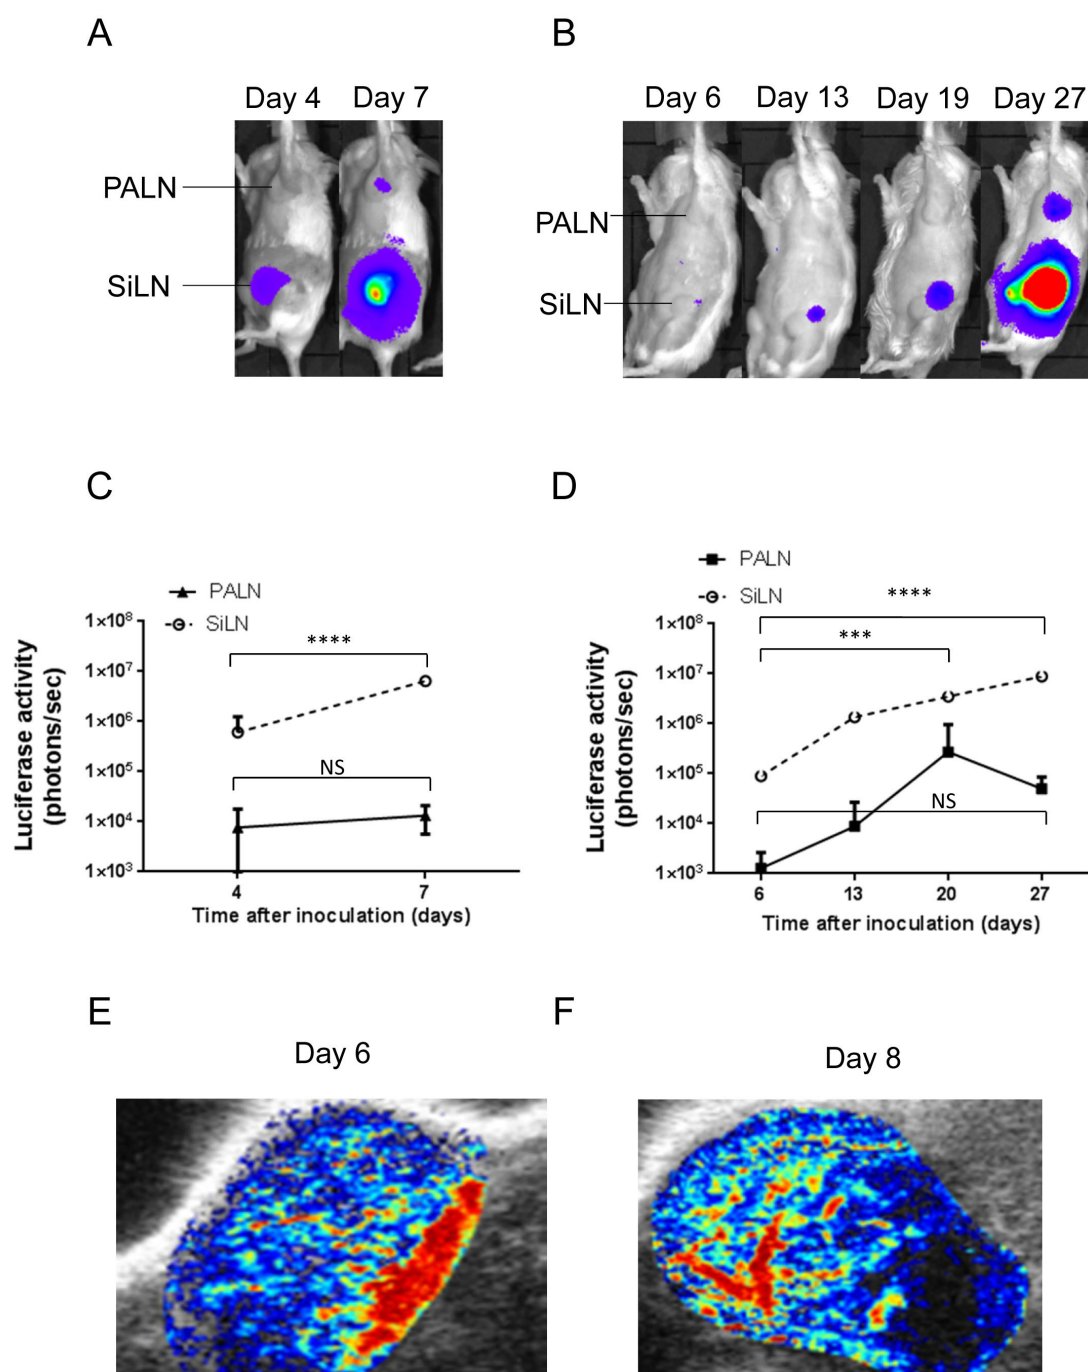 A
B
Day 4 Day 7
Day 6 Day 13 Day 19 Day 27
PALN
SiLN
PALN
SiLN
C
D
PALN
SiLN
PALN
SiLN
1×10⁸
1×10⁷
1×10⁶
1×10⁵
1×10⁴
1×10³
Luciferase activity
(photons/sec)
****
NS
4 7
Time after inoculation (days)
1×10⁸
1×10⁷
1×10⁶
1×10⁵
1×10⁴
1×10³
Luciferase activity
(photons/sec)
****
***
NS
6 13 20 27
Time after inoculation (days)
E
F
Day 6
Day 8